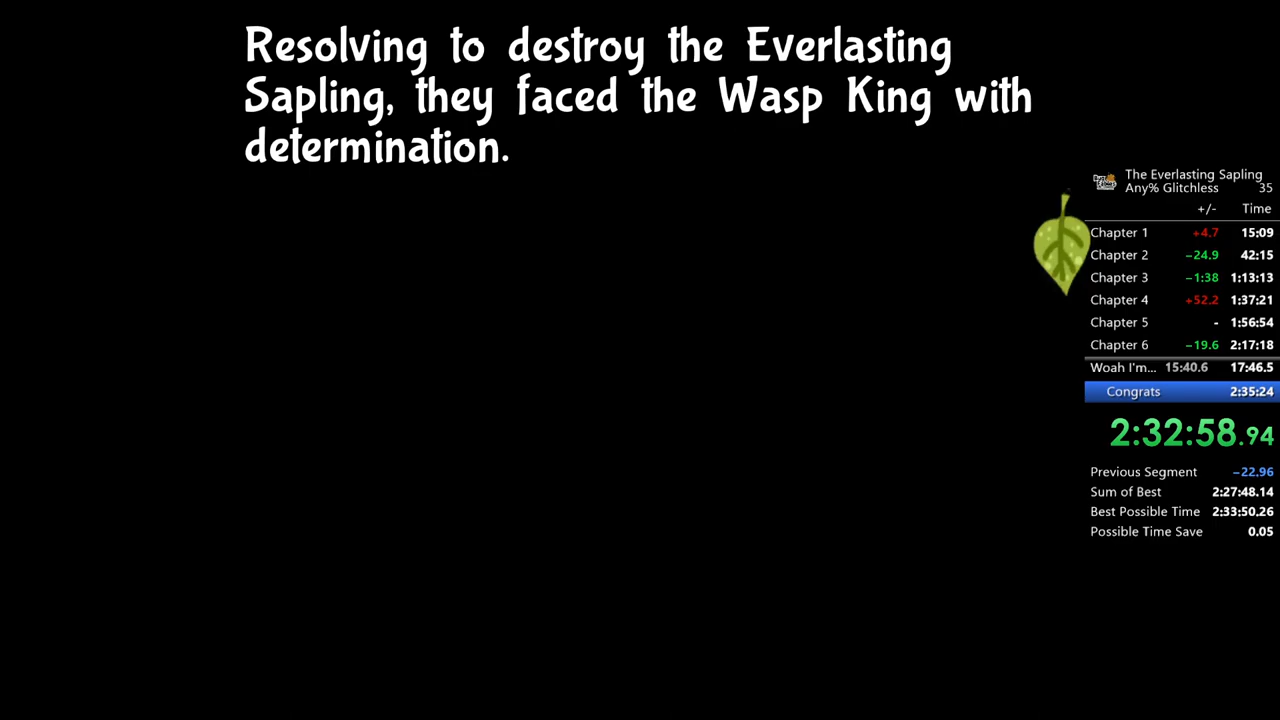 Resolving to destroy the Everlasting
Sapling, they faced the Wasp King with
determination.
The Everlasting Sapling
Any% Glitchless 35
+/- Time
Chapter 1 +4.7 15:09
Chapter 2 −24.9 42:15
Chapter 3 −1:38 1:13:13
Chapter 4 +52.2 1:37:21
Chapter 5 - 1:56:54
Chapter 6 −19.6 2:17:18
Woah I'm... 15:40.6 17:46.5
Congrats 2:35:24
2:32:58.94
Previous Segment −22.96
Sum of Best 2:27:48.14
Best Possible Time 2:33:50.26
Possible Time Save 0.05